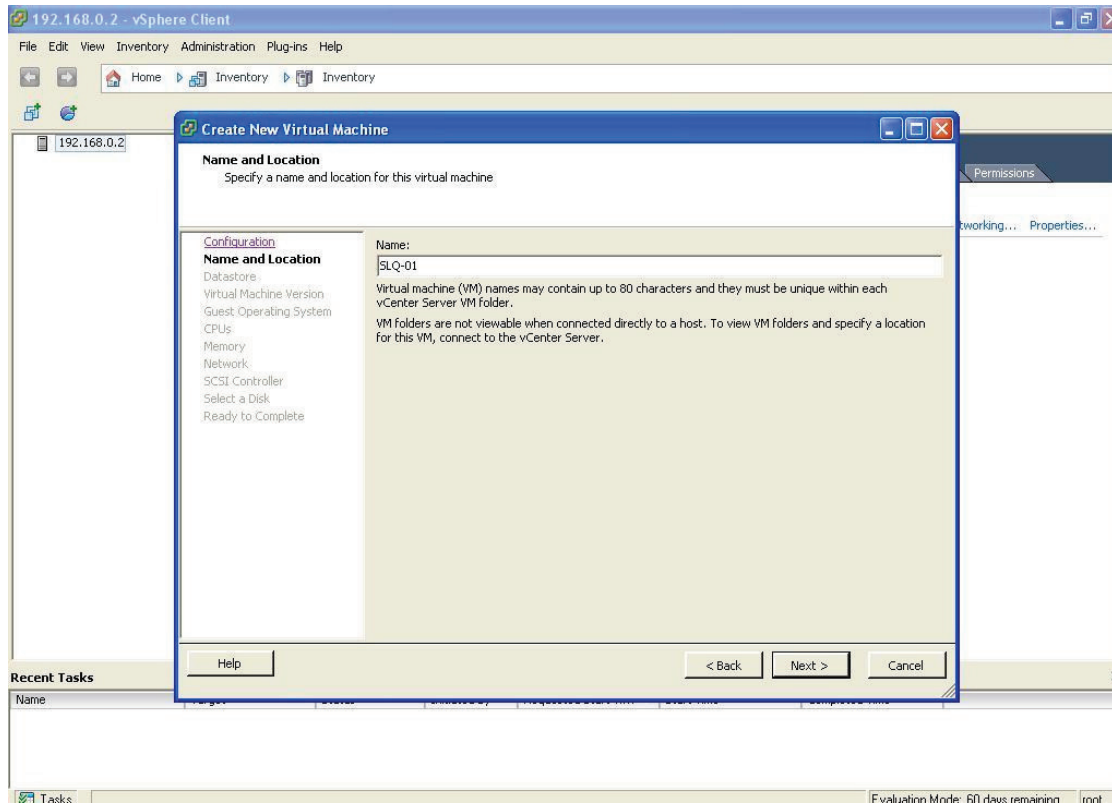 192.168.0.2 - vSphere Client
File Edit View Inventory Administration Plug-ins Help
Home Inventory Inventory
192.168.0.2
Create New Virtual Machine
Name and Location
Specify a name and location for this virtual machine
Permissions
Properties...
Configuration
Name and Location
Datastore
Virtual Machine Version
Guest Operating System
CPUs
Memory
Network
SCSI Controller
Select a Disk
Ready to Complete
Name:
SLQ-01
Virtual machine (VM) names may contain up to 80 characters and they must be unique within each
vCenter Server VM folder.
VM folders are not viewable when connected directly to a host. To view VM folders and specify a location
for this VM, connect to the vCenter Server.
Help
< Back
Next >
Cancel
Recent Tasks
Name
Tasks
Evaluation Mode: 60 days remaining
root